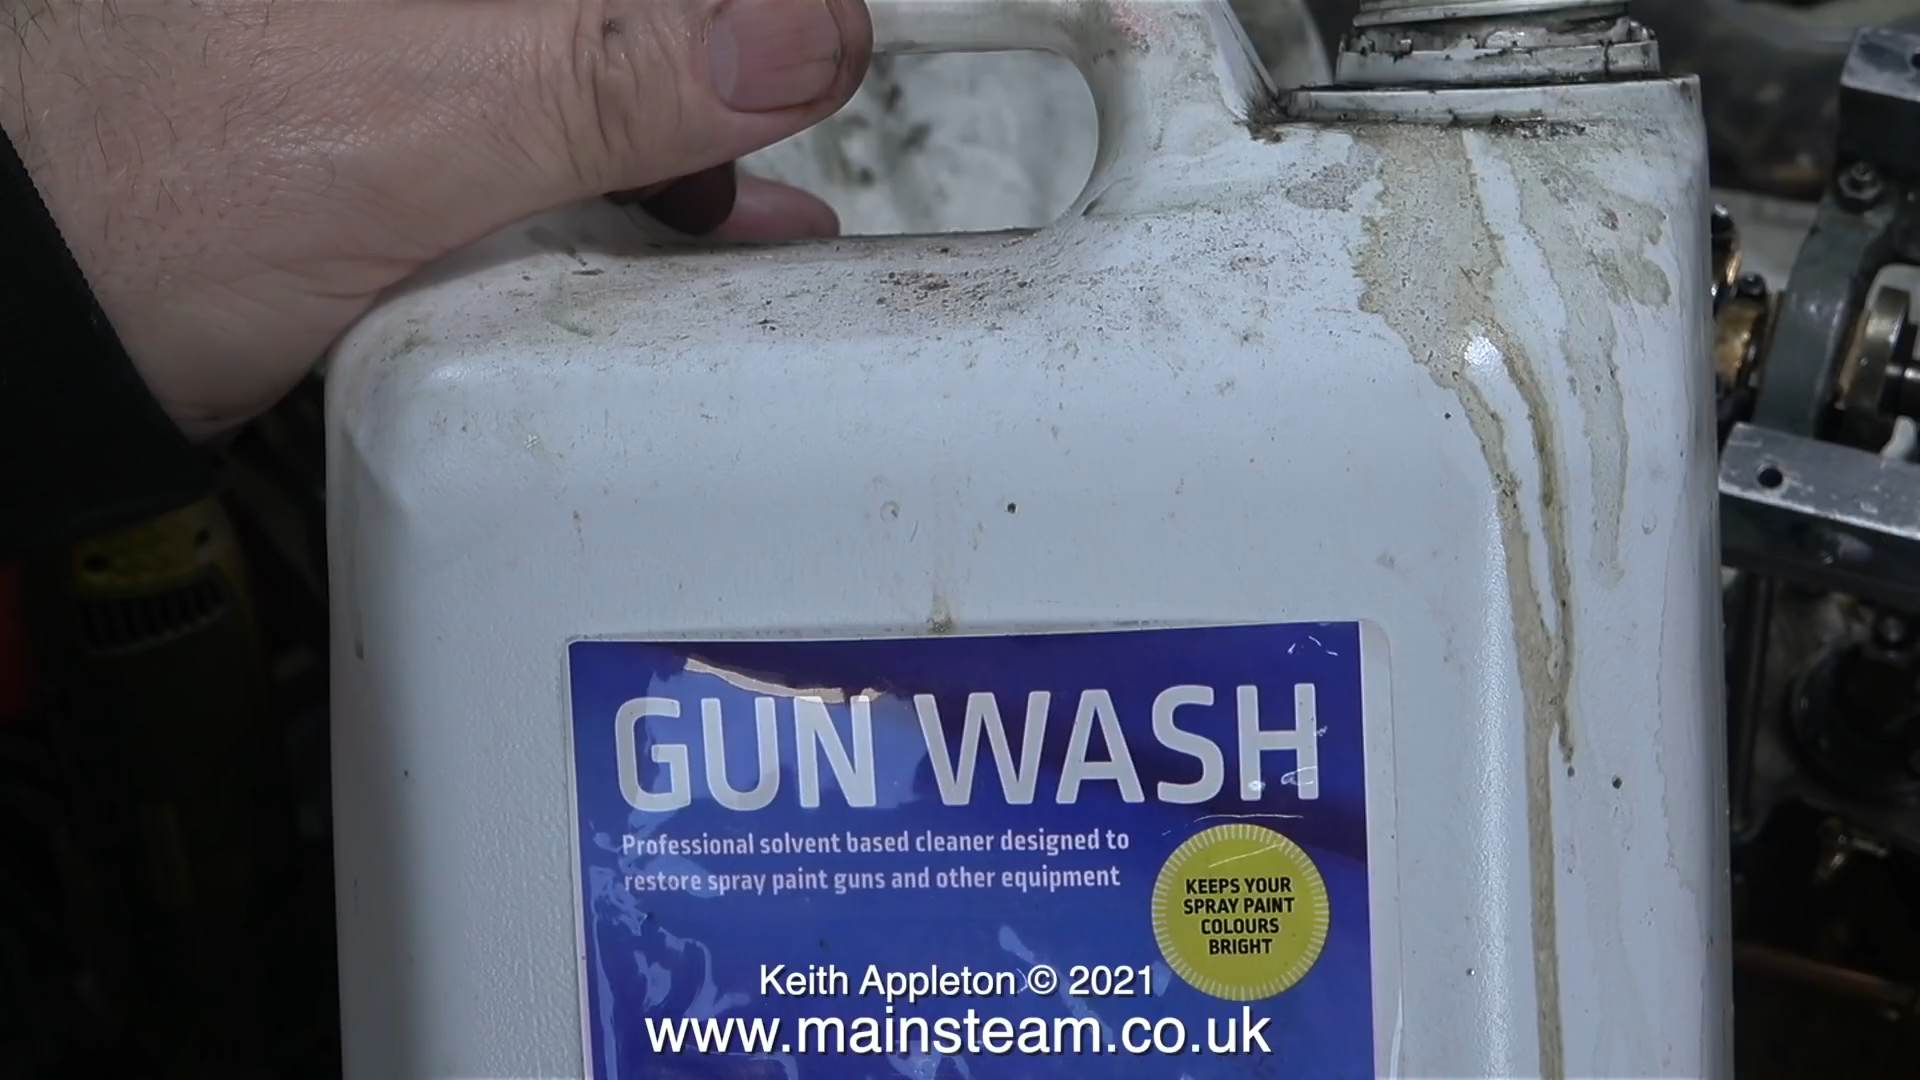 GUN WASH
Professional solvent based cleaner designed to
restore spray paint guns and other equipment
KEEPS YOUR
SPRAY PAINT
COLOURS
BRIGHT
Keith Appleton © 2021
www.mainsteam.co.uk